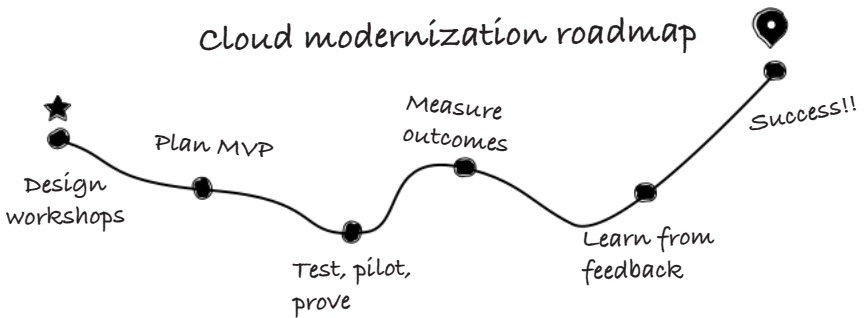 Cloud modernization roadmap
Design
workshops
Plan MVP
Test, pilot,
prove
Measure
outcomes
Learn from
feedback
Success!!